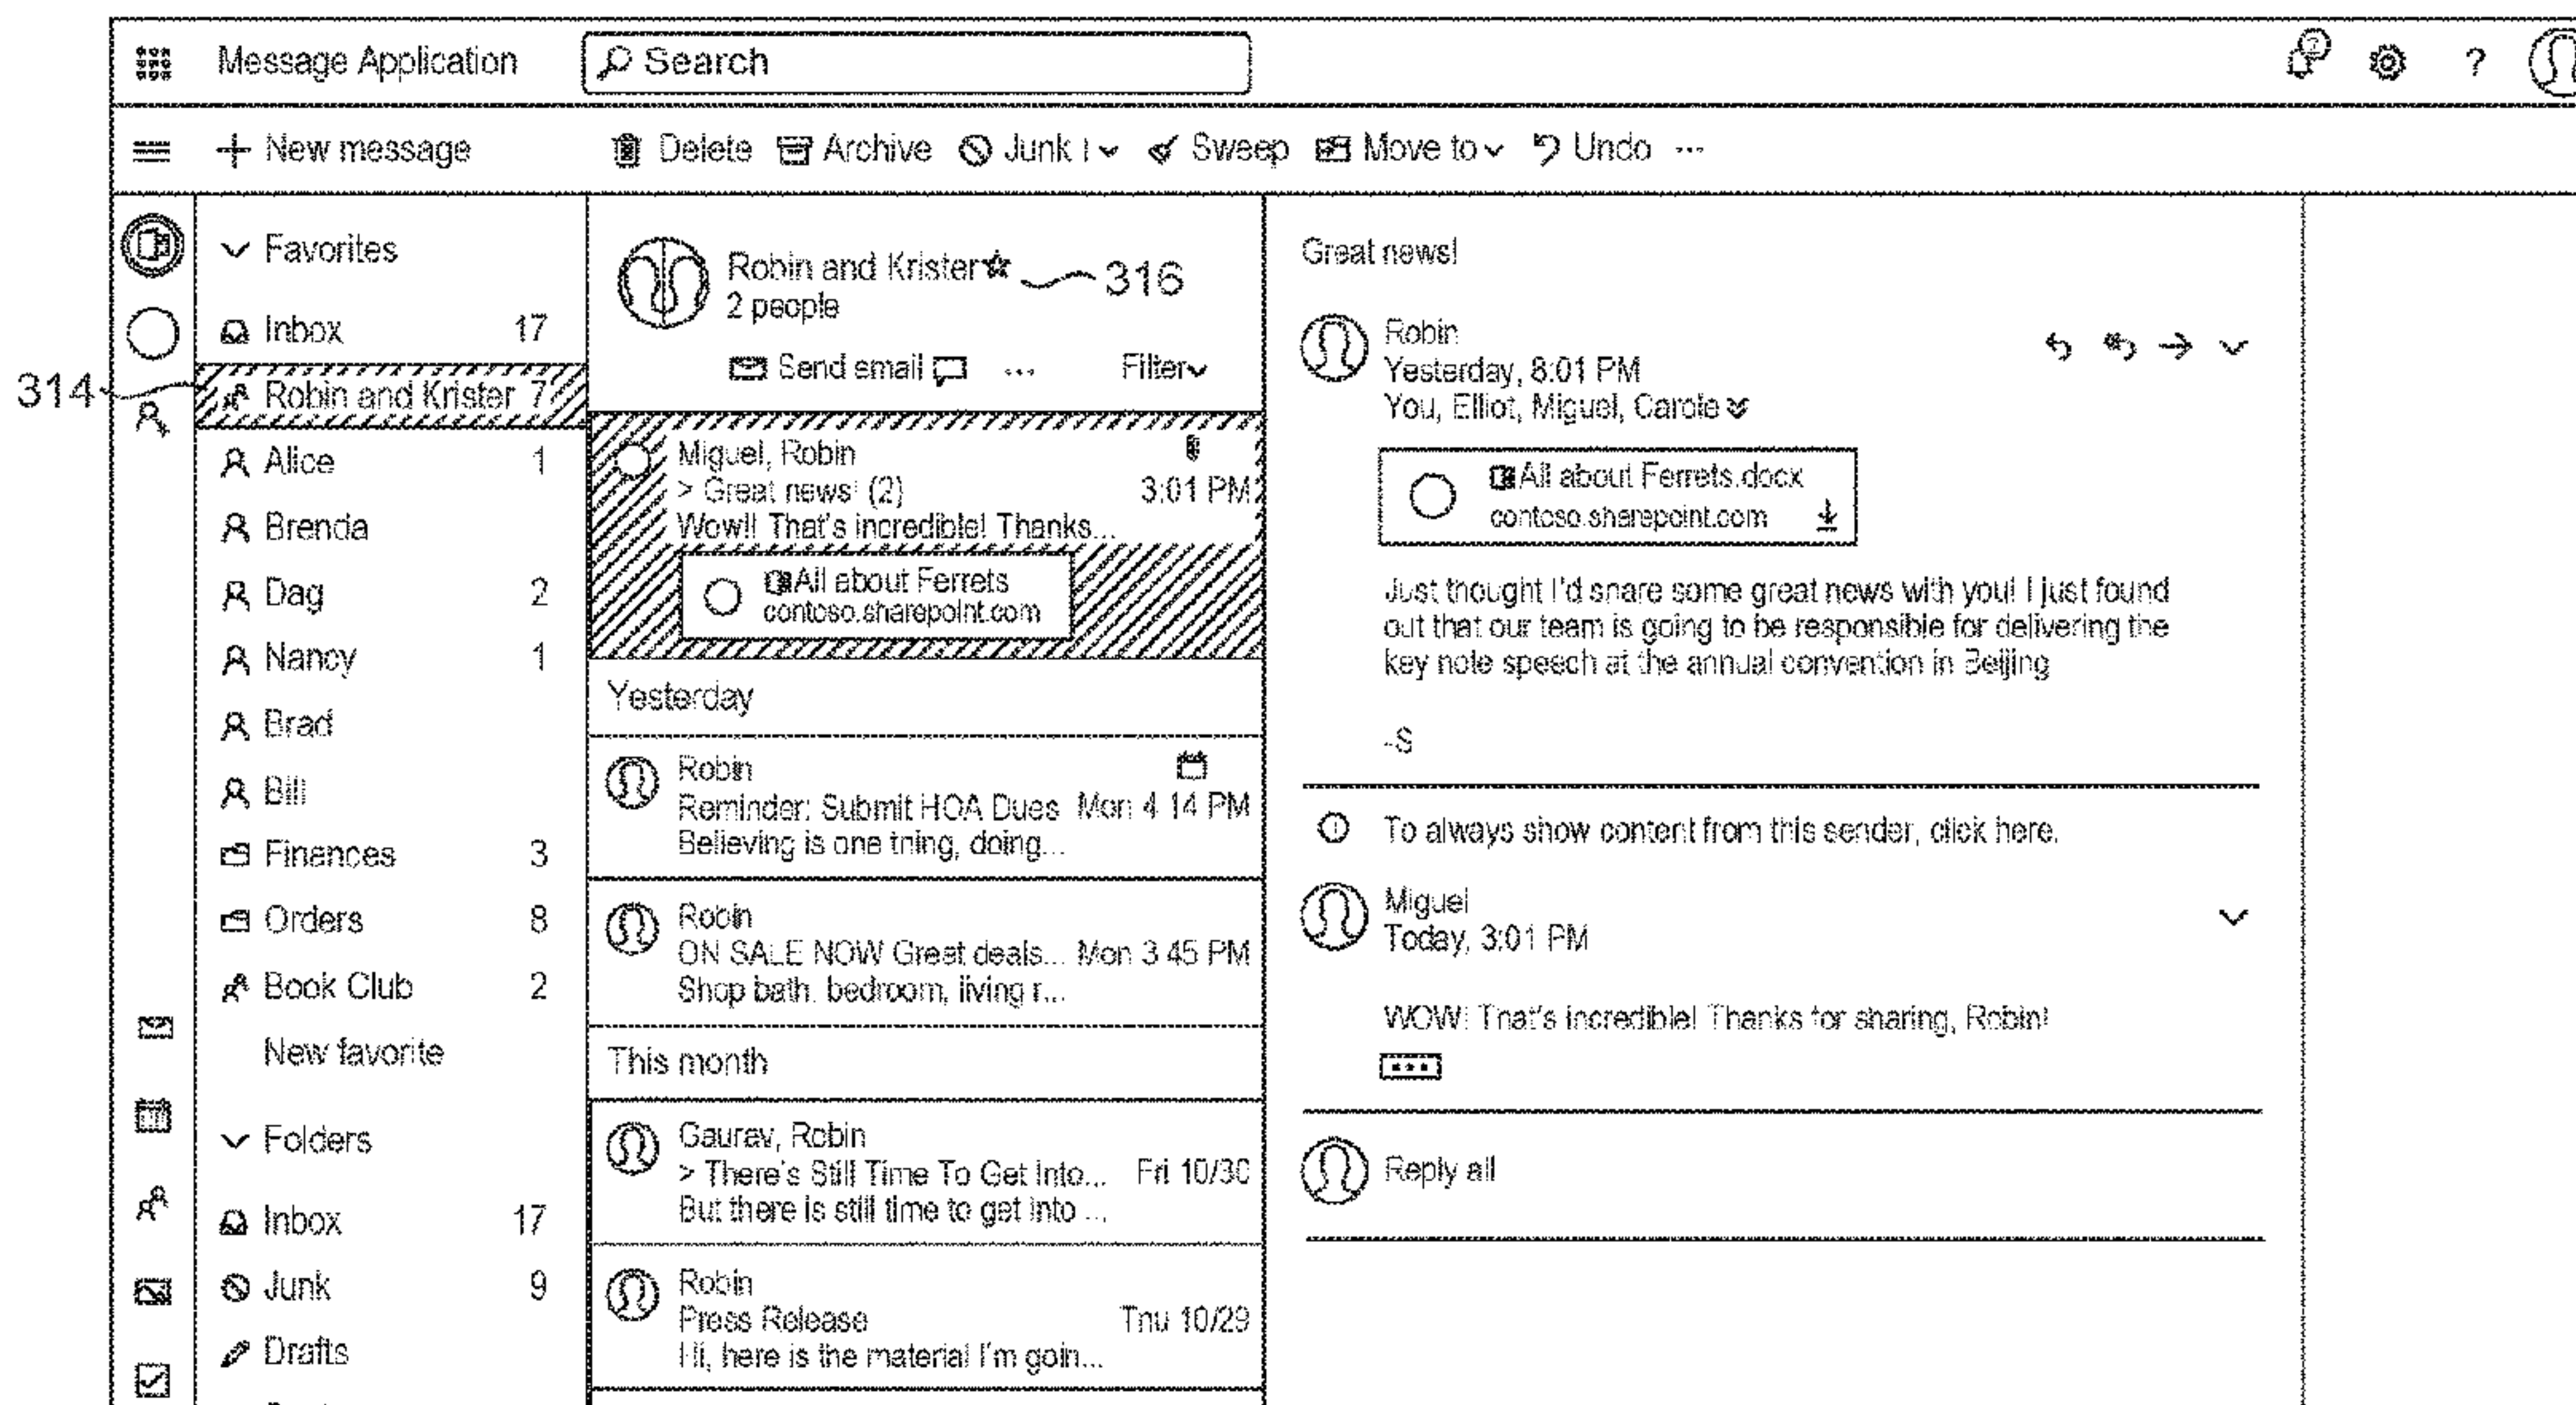 Message Application
Search
?
+ New message
Delete
Archive
Junk
Sweep
Move to
Undo
...
Favorites
Inbox 17
314
Robin and Krister 7
Alice 1
Brenda
Dag 2
Nancy 1
Brad
Bill
Finances 3
Orders 8
Book Club 2
New favorite
Folders
Inbox 17
Junk 9
Drafts
Robin and Krister
316
2 people
Send email
...
Filter
Miguel, Robin
> Great news! (2) 3:01 PM
Wow!! That's incredible! Thanks...
All about Ferrets
contoso.sharepoint.com
Yesterday
Robin
Reminder: Submit HOA Dues Mon 4:14 PM
Believing is one thing, doing...
Robin
ON SALE NOW Great deals... Mon 3:45 PM
Shop bath, bedroom, living r...
This month
Gaurav, Robin
> There's Still Time To Get Into... Fri 10/30
But there is still time to get into ...
Robin
Press Release Thu 10/29
Hi, here is the material I'm goin...
Great news!
Robin
Yesterday, 8:01 PM
You, Elliot, Miguel, Carole
All about Ferrets.docx
contoso.sharepoint.com
Just thought I'd share some great news with you! I just found
out that our team is going to be responsible for delivering the
key note speech at the annual convention in Beijing
-S
To always show content from this sender, click here.
Miguel
Today, 3:01 PM
WOW! That's incredible! Thanks for sharing, Robin!
Reply all